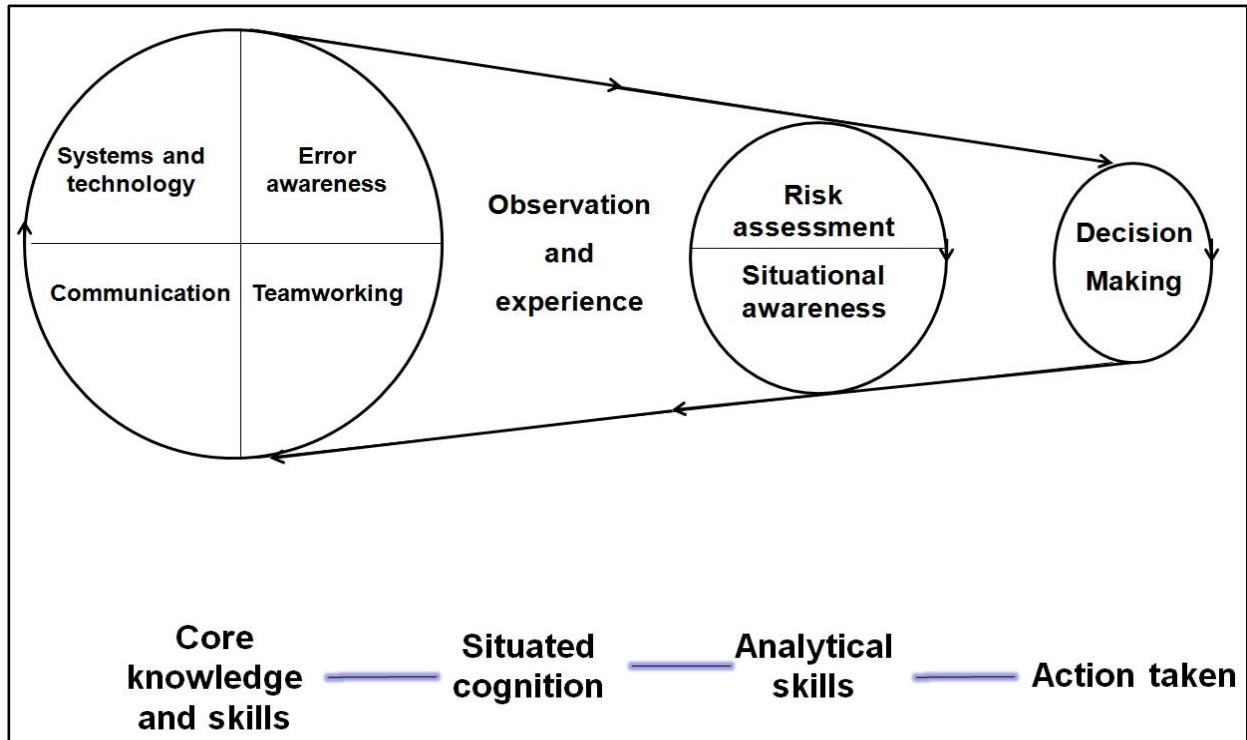 Systems and
technology
Error
awareness
Communication
Teamworking
Observation
and
experience
Risk
assessment
Situational
awareness
Decision
Making
Core
knowledge
and skills
Situated
cognition
Analytical
skills
Action taken